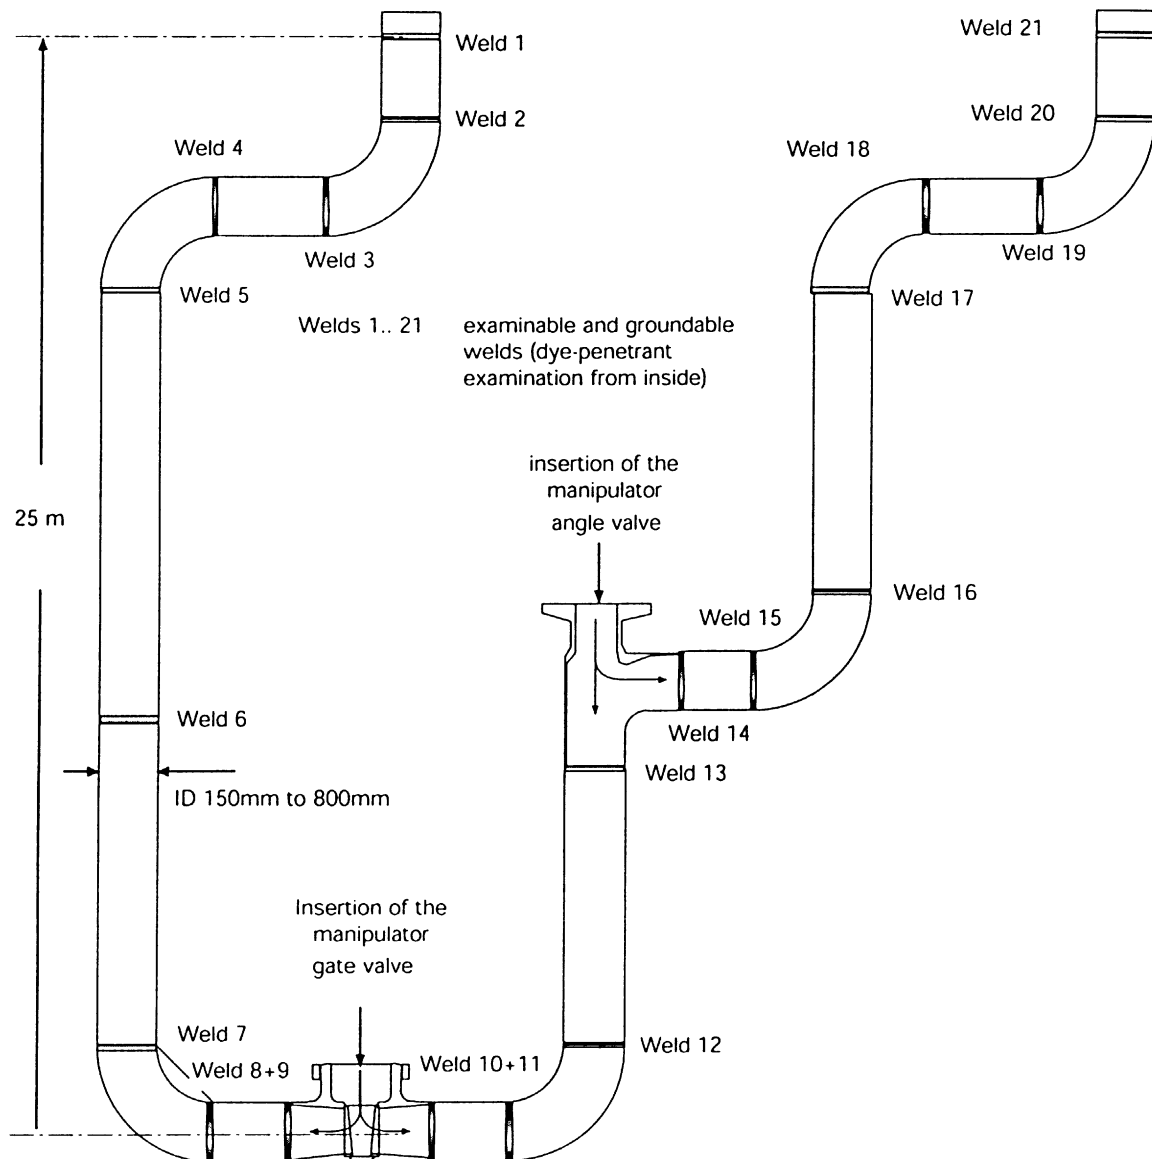 Weld 1
Weld 21
Weld 2
Weld 20
Weld 4
Weld 18
Weld 3
Weld 19
Weld 5
Weld 17
Welds 1.. 21 examinable and groundable
welds (dye-penetrant
examination from inside)
insertion of the
manipulator
angle valve
25 m
Weld 16
Weld 15
Weld 6
Weld 14
Weld 13
ID 150mm to 800mm
Insertion of the
manipulator
gate valve
Weld 7
Weld 12
Weld 8+9
Weld 10+11